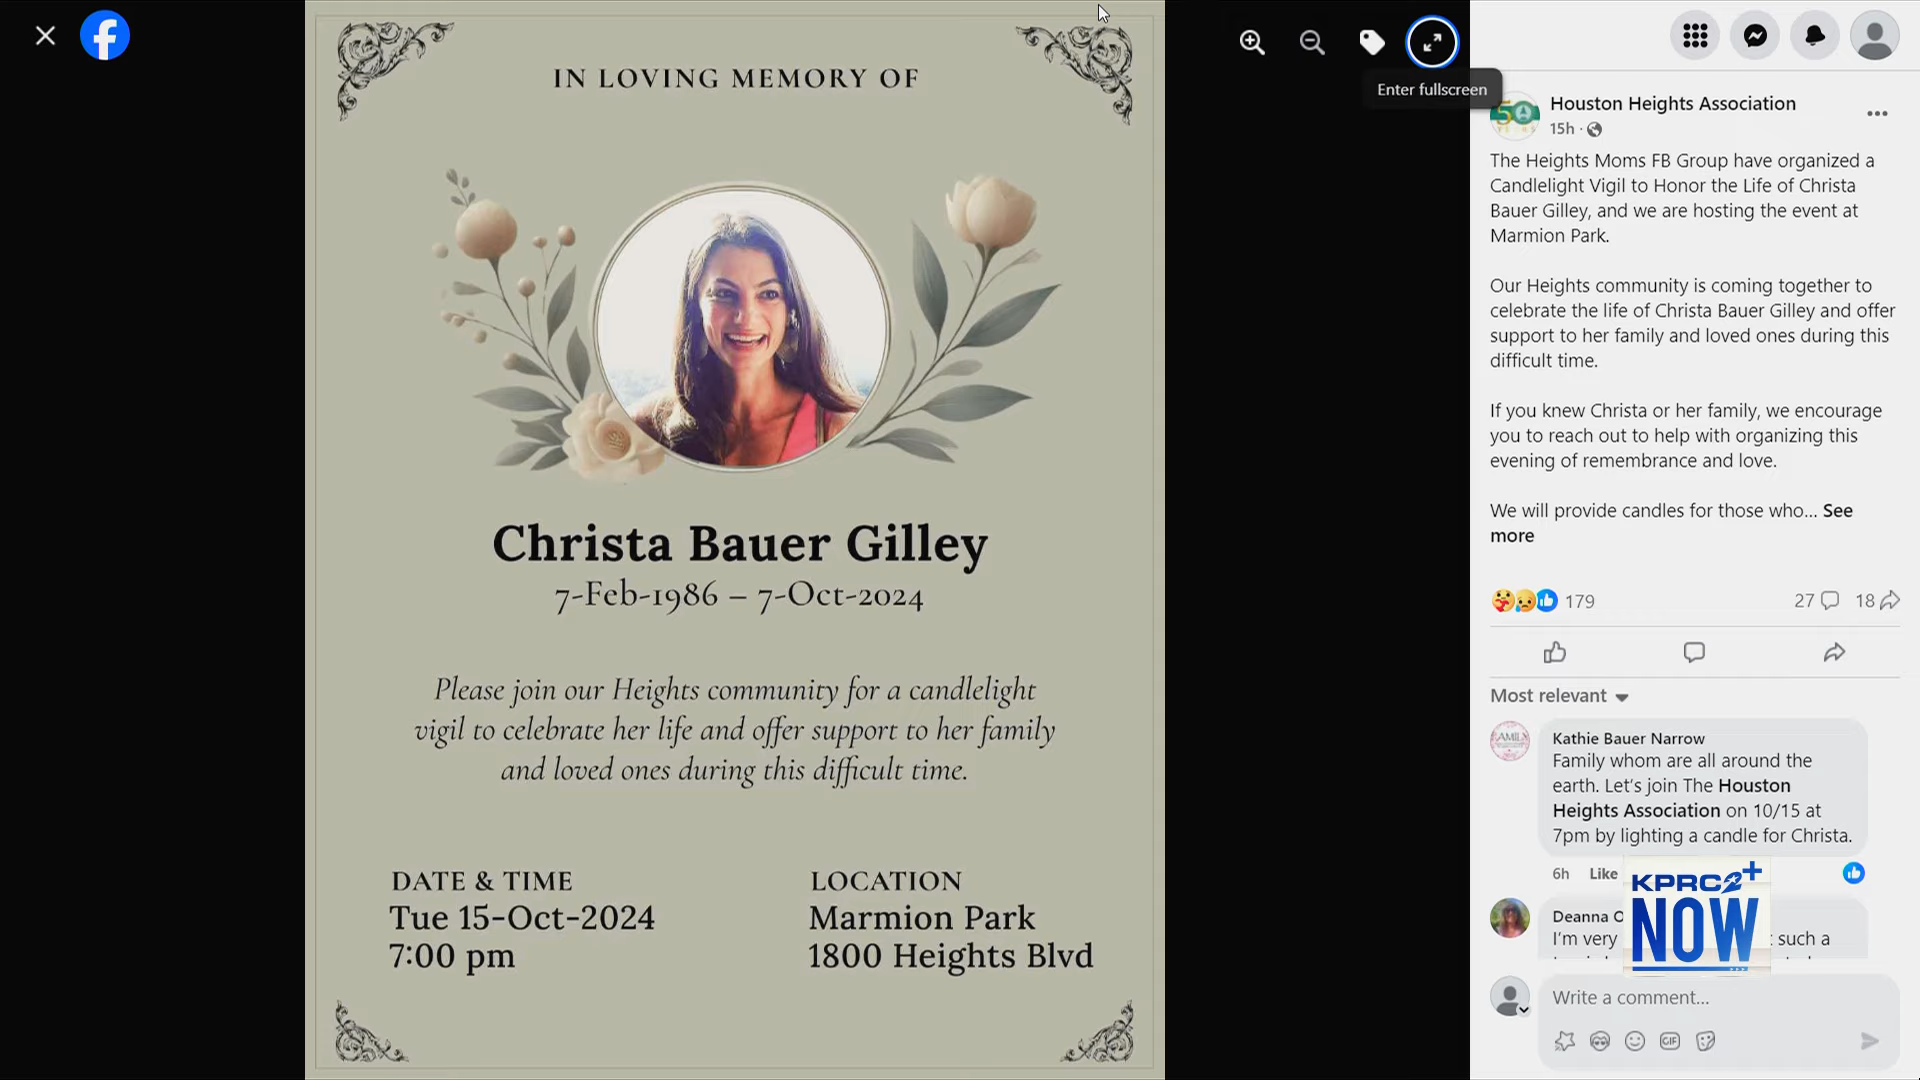 IN LOVING MEMORY OF
Christa Bauer Gilley
7-Feb-1986 – 7-Oct-2024
Please join our Heights community for a candlelight
vigil to celebrate her life and offer support to her family
and loved ones during this difficult time.
DATE & TIME
Tue 15-Oct-2024
7:00 pm
LOCATION
Marmion Park
1800 Heights Blvd
Enter fullscreen
Houston Heights Association
15h ·
The Heights Moms FB Group have organized a
Candlelight Vigil to Honor the Life of Christa
Bauer Gilley, and we are hosting the event at
Marmion Park.
Our Heights community is coming together to
celebrate the life of Christa Bauer Gilley and offer
support to her family and loved ones during this
difficult time.
If you knew Christa or her family, we encourage
you to reach out to help with organizing this
evening of remembrance and love.
We will provide candles for those who... See
more
179
27
18
Most relevant
Kathie Bauer Narrow
Family whom are all around the
earth. Let's join The Houston
Heights Association on 10/15 at
7pm by lighting a candle for Christa.
6h Like
Deanna
I'm very
such a
KPRC2+
NOW
Write a comment...
GIF